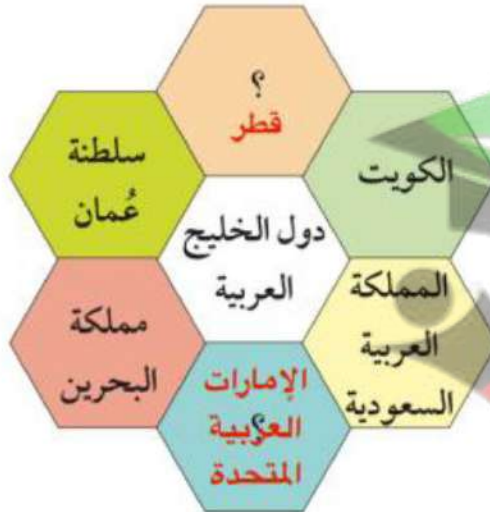 ؟
قطر
الكويت
سلطنة
عُمان
دول الخليج
العربية
المملكة
العربية
السعودية
مملكة
البحرين
الإمارات
العربية
؟
المتحدة